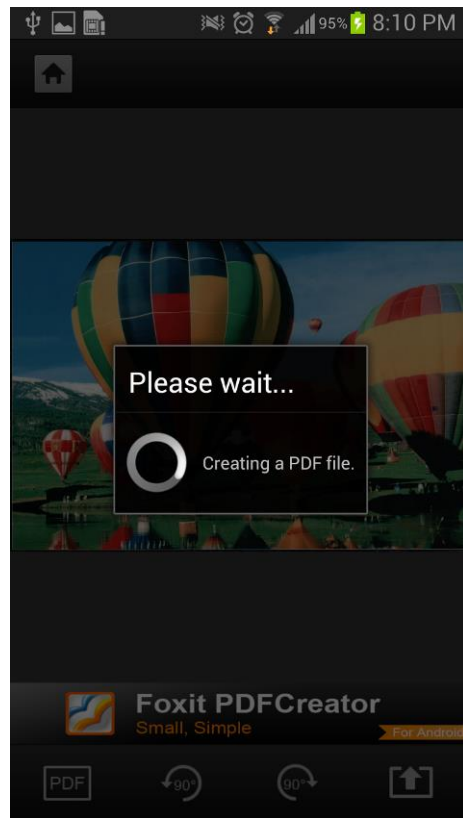 95% 8:10 PM
Please wait...
Creating a PDF file.
Foxit PDFCreator
Small, Simple
For Android
PDF 90° 90°